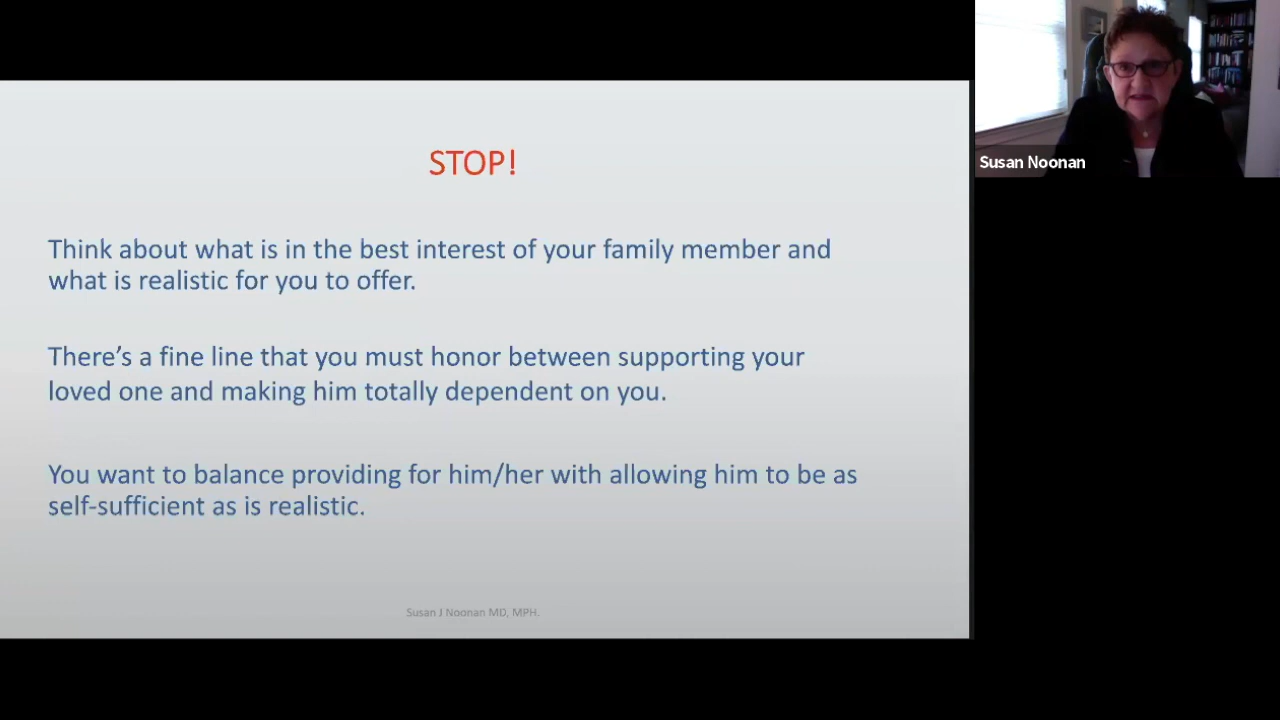 STOP!
Think about what is in the best interest of your family member and
what is realistic for you to offer.
There's a fine line that you must honor between supporting your
loved one and making him totally dependent on you.
You want to balance providing for him/her with allowing him to be as
self-sufficient as is realistic.
Susan J Noonan MD, MPH.
Susan Noonan